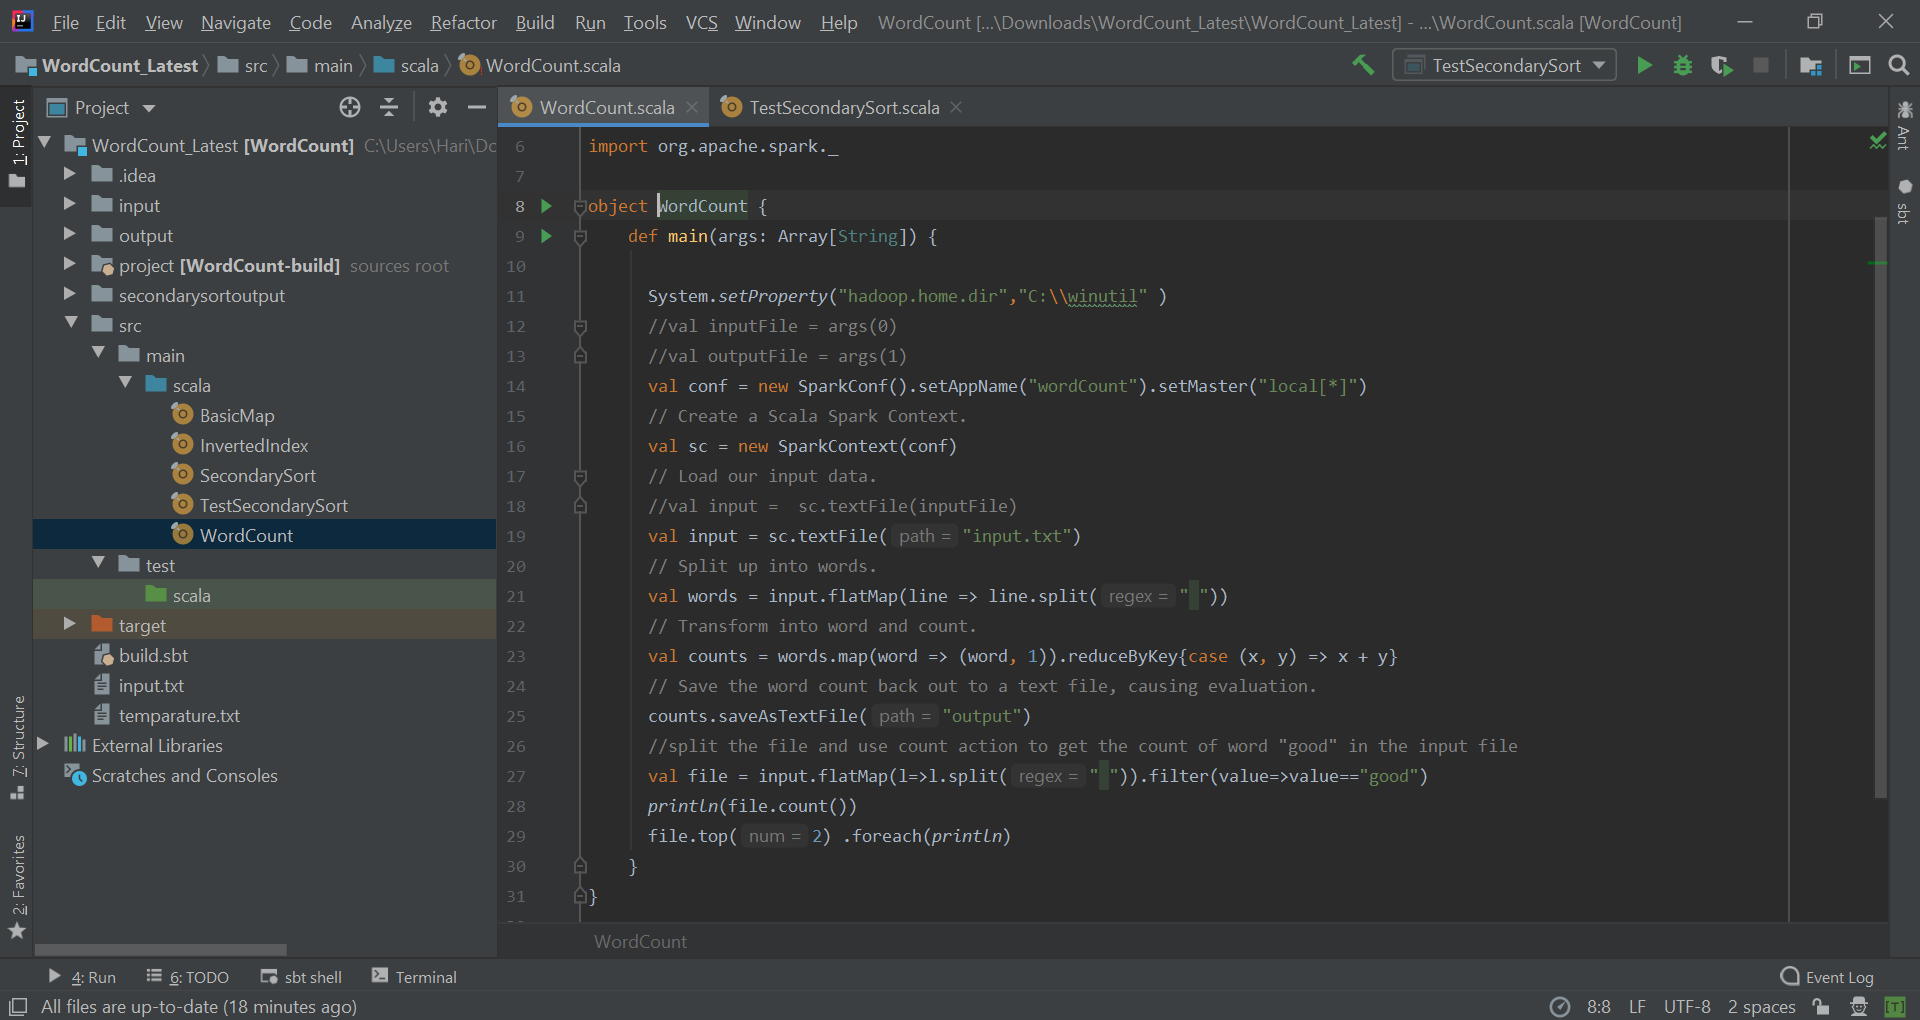 File Edit View Navigate Code Analyze Refactor Build Run Tools VCS Window Help WordCount [...\Downloads\WordCount_Latest\WordCount_Latest] - ...\WordCount.scala [WordCount]
WordCount_Latest src main scala WordCount.scala TestSecondarySort
1: Project
7: Structure
2: Favorites
Project
WordCount_Latest [WordCount] C:\Users\Hari\Do
.idea
input
output
project [WordCount-build] sources root
secondarysortoutput
src
main
scala
BasicMap
InvertedIndex
SecondarySort
TestSecondarySort
WordCount
test
scala
target
build.sbt
input.txt
temparature.txt
External Libraries
Scratches and Consoles
WordCount.scala TestSecondarySort.scala
6 import org.apache.spark._
7
8 object WordCount {
9 def main(args: Array[String]) {
10
11 System.setProperty("hadoop.home.dir","C:\\winutil" )
12 //val inputFile = args(0)
13 //val outputFile = args(1)
14 val conf = new SparkConf().setAppName("wordCount").setMaster("local[*]")
15 // Create a Scala Spark Context.
16 val sc = new SparkContext(conf)
17 // Load our input data.
18 //val input =  sc.textFile(inputFile)
19 val input = sc.textFile( path = "input.txt")
20 // Split up into words.
21 val words = input.flatMap(line => line.split( regex = " "))
22 // Transform into word and count.
23 val counts = words.map(word => (word, 1)).reduceByKey{case (x, y) => x + y}
24 // Save the word count back out to a text file, causing evaluation.
25 counts.saveAsTextFile( path = "output")
26 //split the file and use count action to get the count of word "good" in the input file
27 val file = input.flatMap(l=>l.split( regex = " ")).filter(value=>value=="good")
28 println(file.count())
29 file.top( num = 2) .foreach(println)
30 }
31 }
WordCount
Ant
sbt
4: Run 6: TODO sbt shell Terminal Event Log
All files are up-to-date (18 minutes ago) 8:8 LF UTF-8 2 spaces [T]